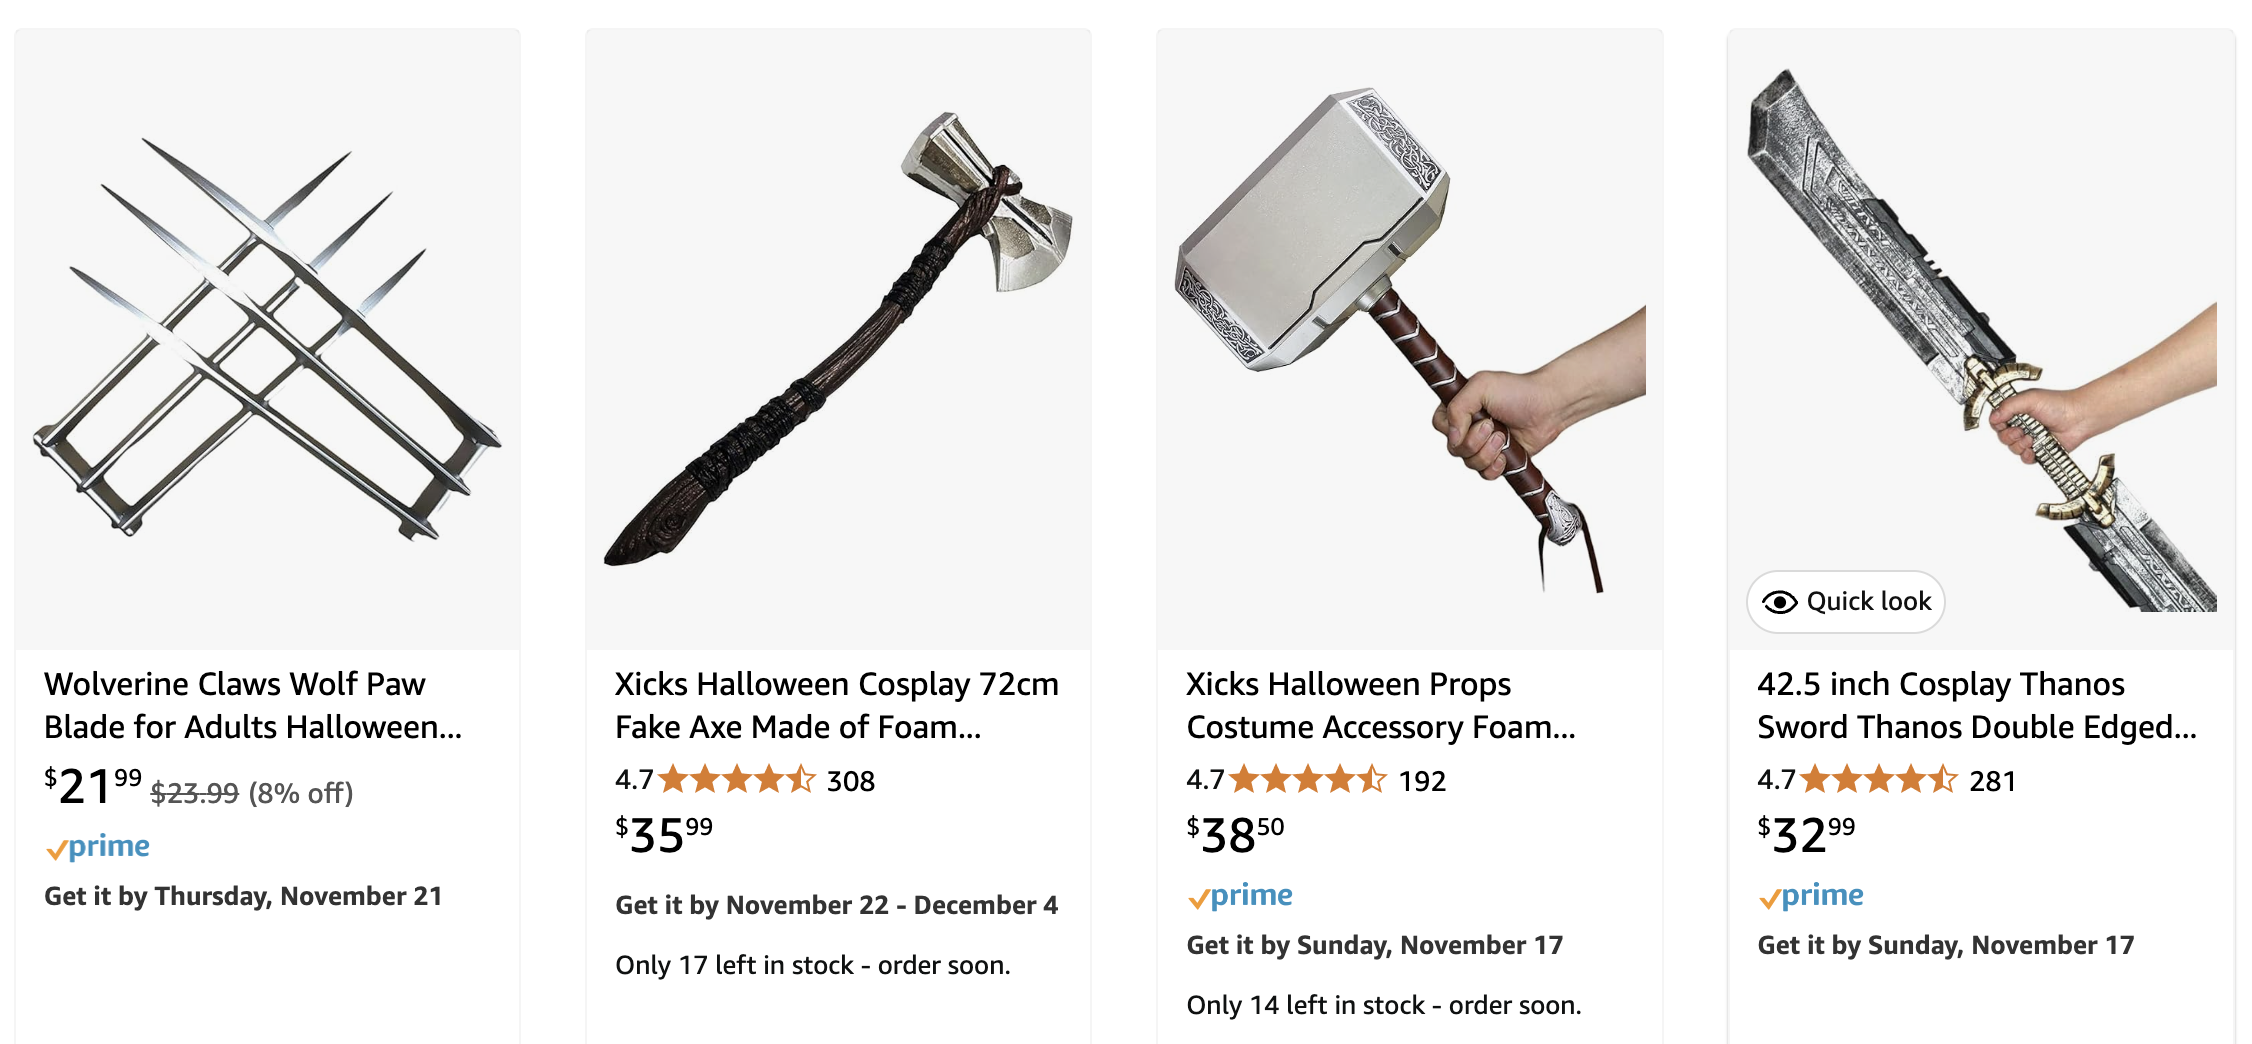 Quick look
Wolverine Claws Wolf Paw
Blade for Adults Halloween...
$21.99 $23.99 (8% off)
prime
Get it by Thursday, November 21
Xicks Halloween Cosplay 72cm
Fake Axe Made of Foam...
4.7 308
$35.99
Get it by November 22 - December 4
Only 17 left in stock - order soon.
Xicks Halloween Props
Costume Accessory Foam...
4.7 192
$38.50
prime
Get it by Sunday, November 17
Only 14 left in stock - order soon.
42.5 inch Cosplay Thanos
Sword Thanos Double Edged...
4.7 281
$32.99
prime
Get it by Sunday, November 17